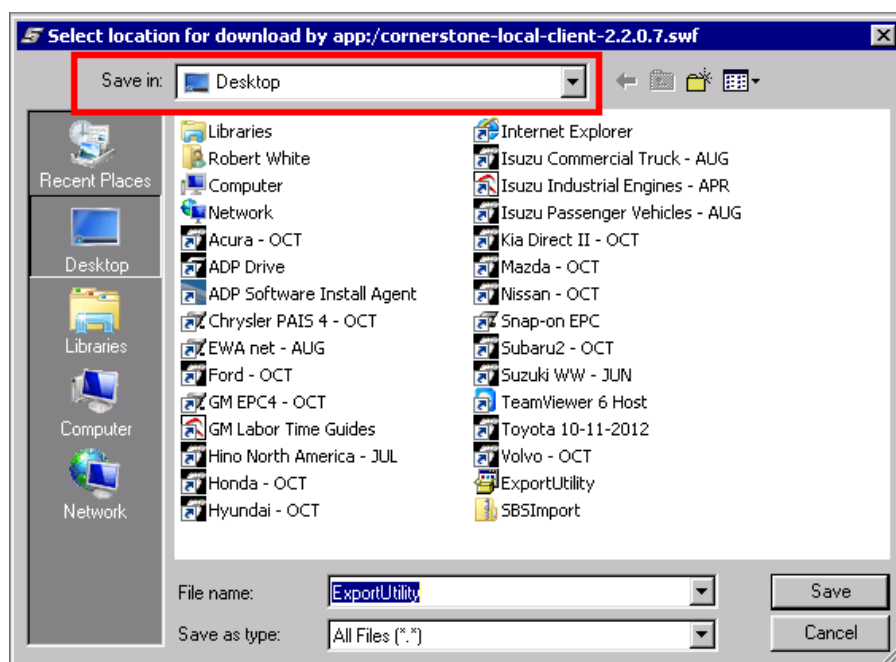 Select location for download by app:/cornerstone-local-client-2.2.0.7.swf
Save in: Desktop
Recent Places
Desktop
Libraries
Computer
Network
Libraries
Robert White
Computer
Network
Acura - OCT
ADP Drive
ADP Software Install Agent
Chrysler PAIS 4 - OCT
EWA net - AUG
Ford - OCT
GM EPC4 - OCT
GM Labor Time Guides
Hino North America - JUL
Honda - OCT
Hyundai - OCT
Internet Explorer
Isuzu Commercial Truck - AUG
Isuzu Industrial Engines - APR
Isuzu Passenger Vehicles - AUG
Kia Direct II - OCT
Mazda - OCT
Nissan - OCT
Snap-on EPC
Subaru2 - OCT
Suzuki WW - JUN
TeamViewer 6 Host
Toyota 10-11-2012
Volvo - OCT
ExportUtility
SBSImport
File name: ExportUtility
Save
Save as type: All Files (*.*)
Cancel